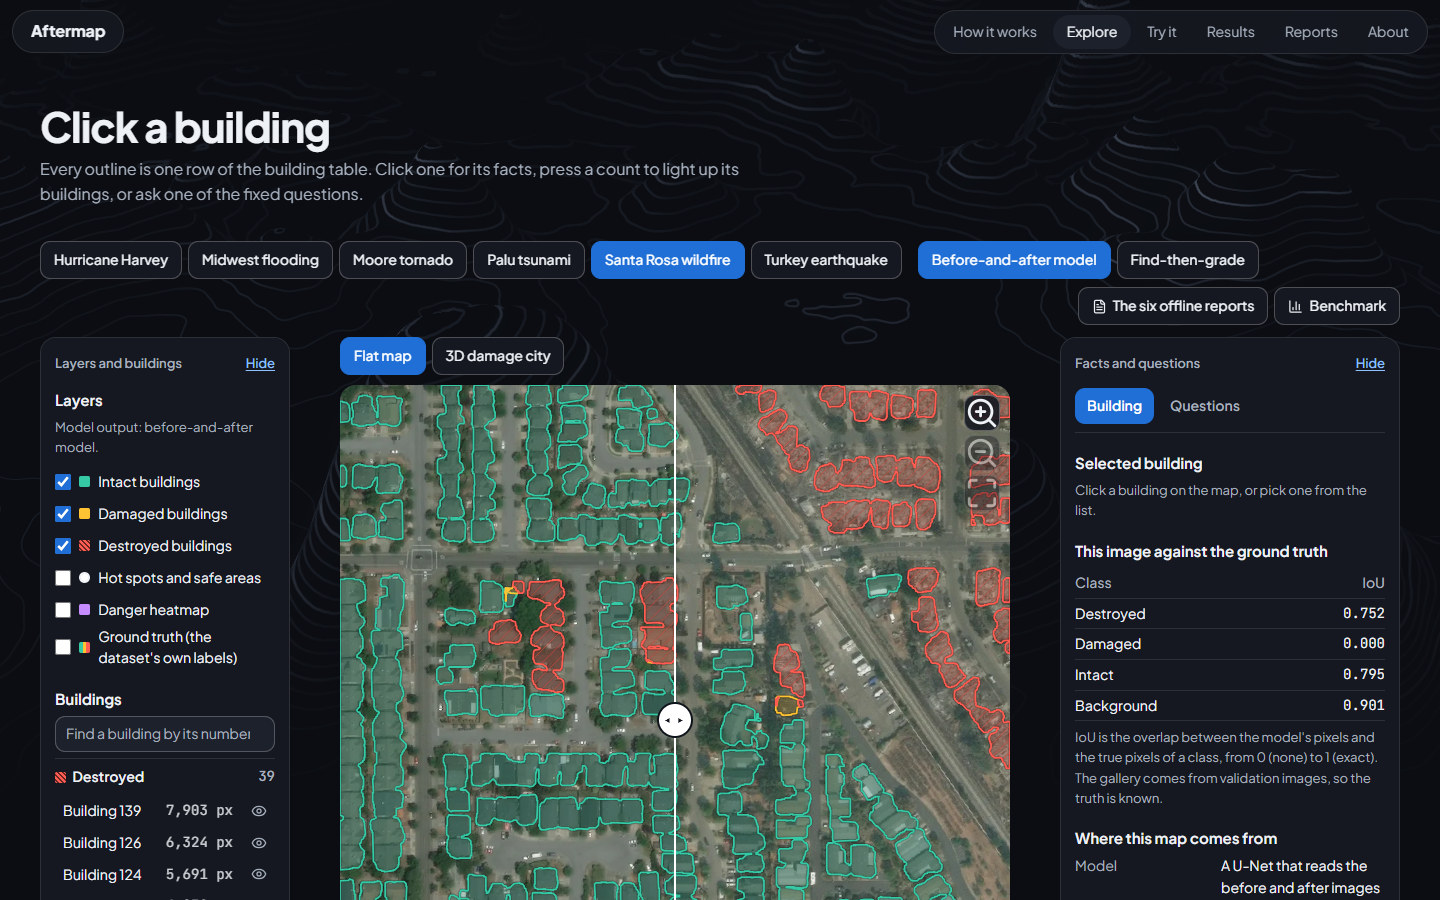 Aftermap
How it works
Explore
Try it
Results
Reports
About
Click a building
Every outline is one row of the building table. Click one for its facts, press a count to light up its
buildings, or ask one of the fixed questions.
Hurricane Harvey
Midwest flooding
Moore tornado
Palu tsunami
Santa Rosa wildfire
Turkey earthquake
Before-and-after model
Find-then-grade
The six offline reports
Benchmark
Layers and buildings
Hide
Layers
Model output: before-and-after
model.
Intact buildings
Damaged buildings
Destroyed buildings
Hot spots and safe areas
Danger heatmap
Ground truth (the
dataset's own labels)
Buildings
Find a building by its number
Destroyed 39
Building 139 7,903 px
Building 126 6,324 px
Building 124 5,691 px
Flat map
3D damage city
Facts and questions
Hide
Building
Questions
Selected building
Click a building on the map, or pick one from the
list.
This image against the ground truth
Class IoU
Destroyed 0.752
Damaged 0.000
Intact 0.795
Background 0.901
IoU is the overlap between the model's pixels and
the true pixels of a class, from 0 (none) to 1 (exact).
The gallery comes from validation images, so the
truth is known.
Where this map comes from
Model A U-Net that reads the
before and after images